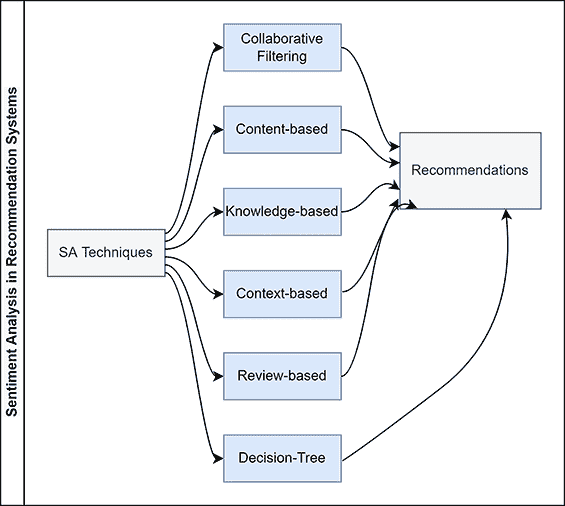 Sentiment Analysis in Recommendation Systems
SA Techniques
Collaborative
Filtering
Content-based
Knowledge-based
Context-based
Review-based
Decision-Tree
Recommendations